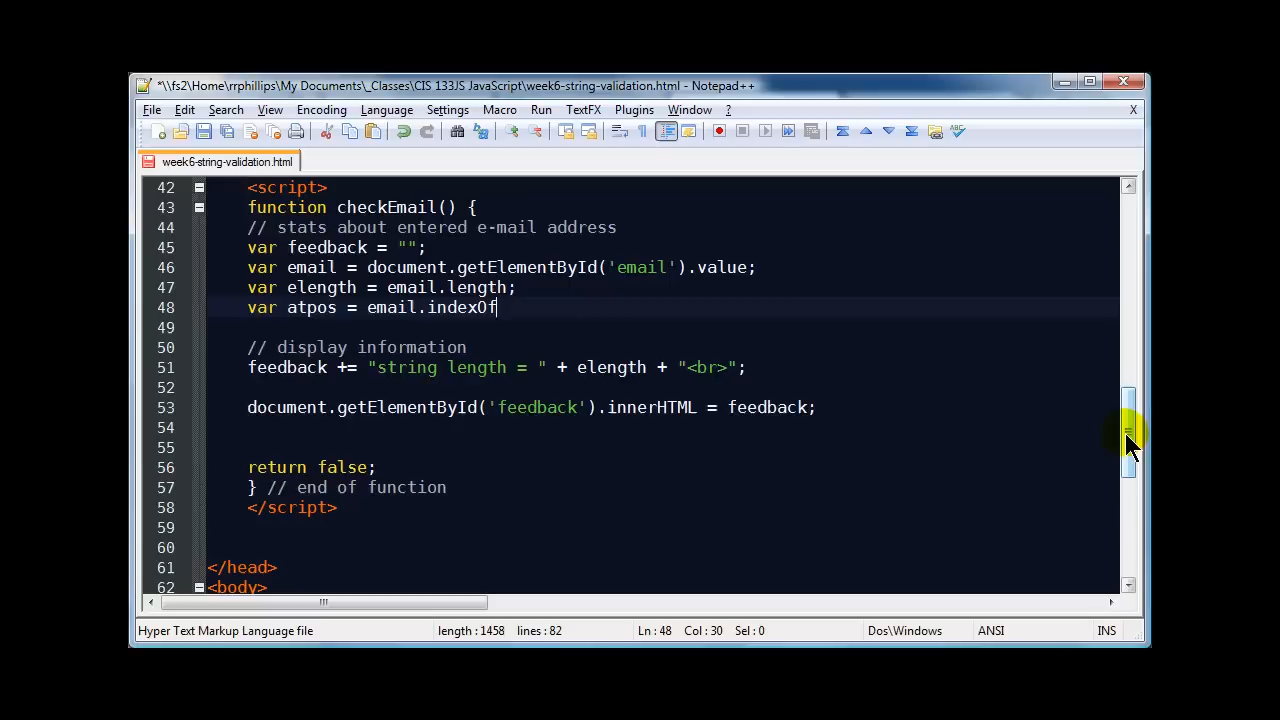 *\\fs2\Home\rrphillips\My Documents\_Classes\CIS 133JS JavaScript\week6-string-validation.html - Notepad++
File Edit Search View Encoding Language Settings Macro Run TextFX Plugins Window ? X
week6-string-validation.html
42 <script>
43 function checkEmail() {
44 // stats about entered e-mail address
45 var feedback = "";
46 var email = document.getElementById('email').value;
47 var elength = email.length;
48 var atpos = email.indexOf
49
50 // display information
51 feedback += "string length = " + elength + "<br>";
52
53 document.getElementById('feedback').innerHTML = feedback;
54
55
56 return false;
57 } // end of function
58 </script>
59
60
61 </head>
62 <body>
Hyper Text Markup Language file length : 1458 lines : 82 Ln : 48 Col : 30 Sel : 0 Dos\Windows ANSI INS